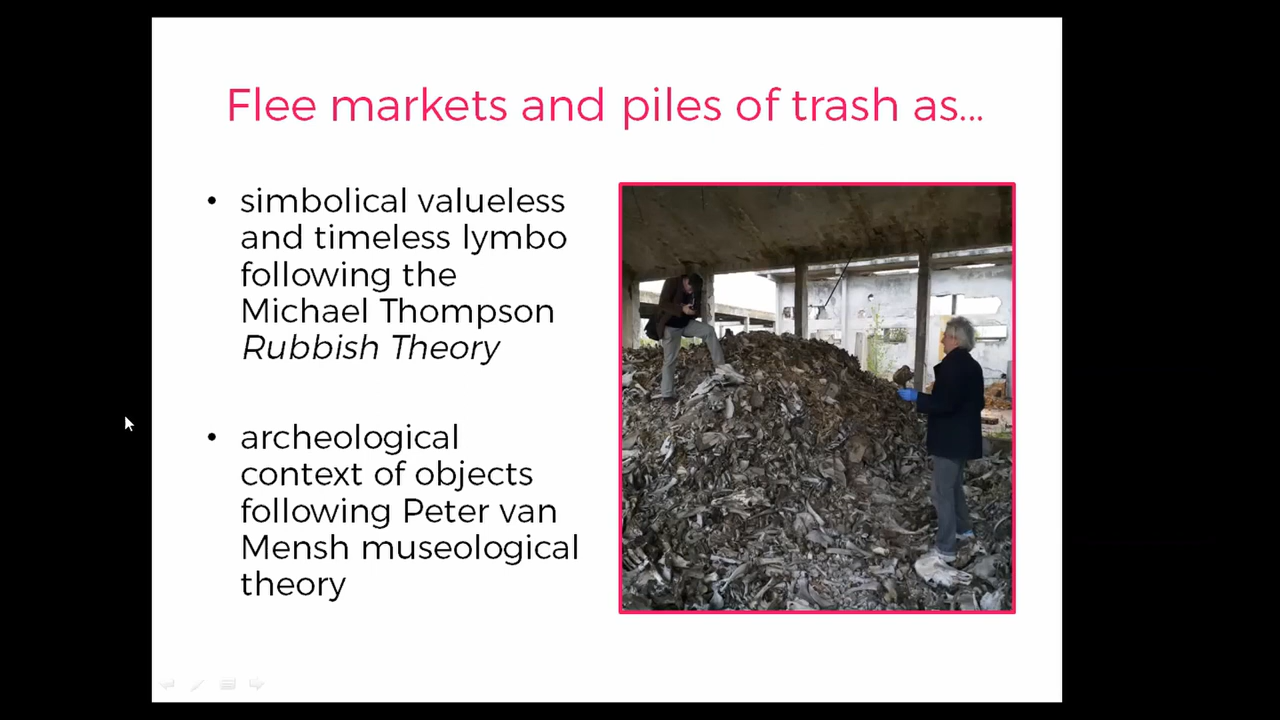 Flee markets and piles of trash as...
• simbolical valueless
and timeless lymbo
following the
Michael Thompson
Rubbish Theory
• archeological
context of objects
following Peter van
Mensh museological
theory